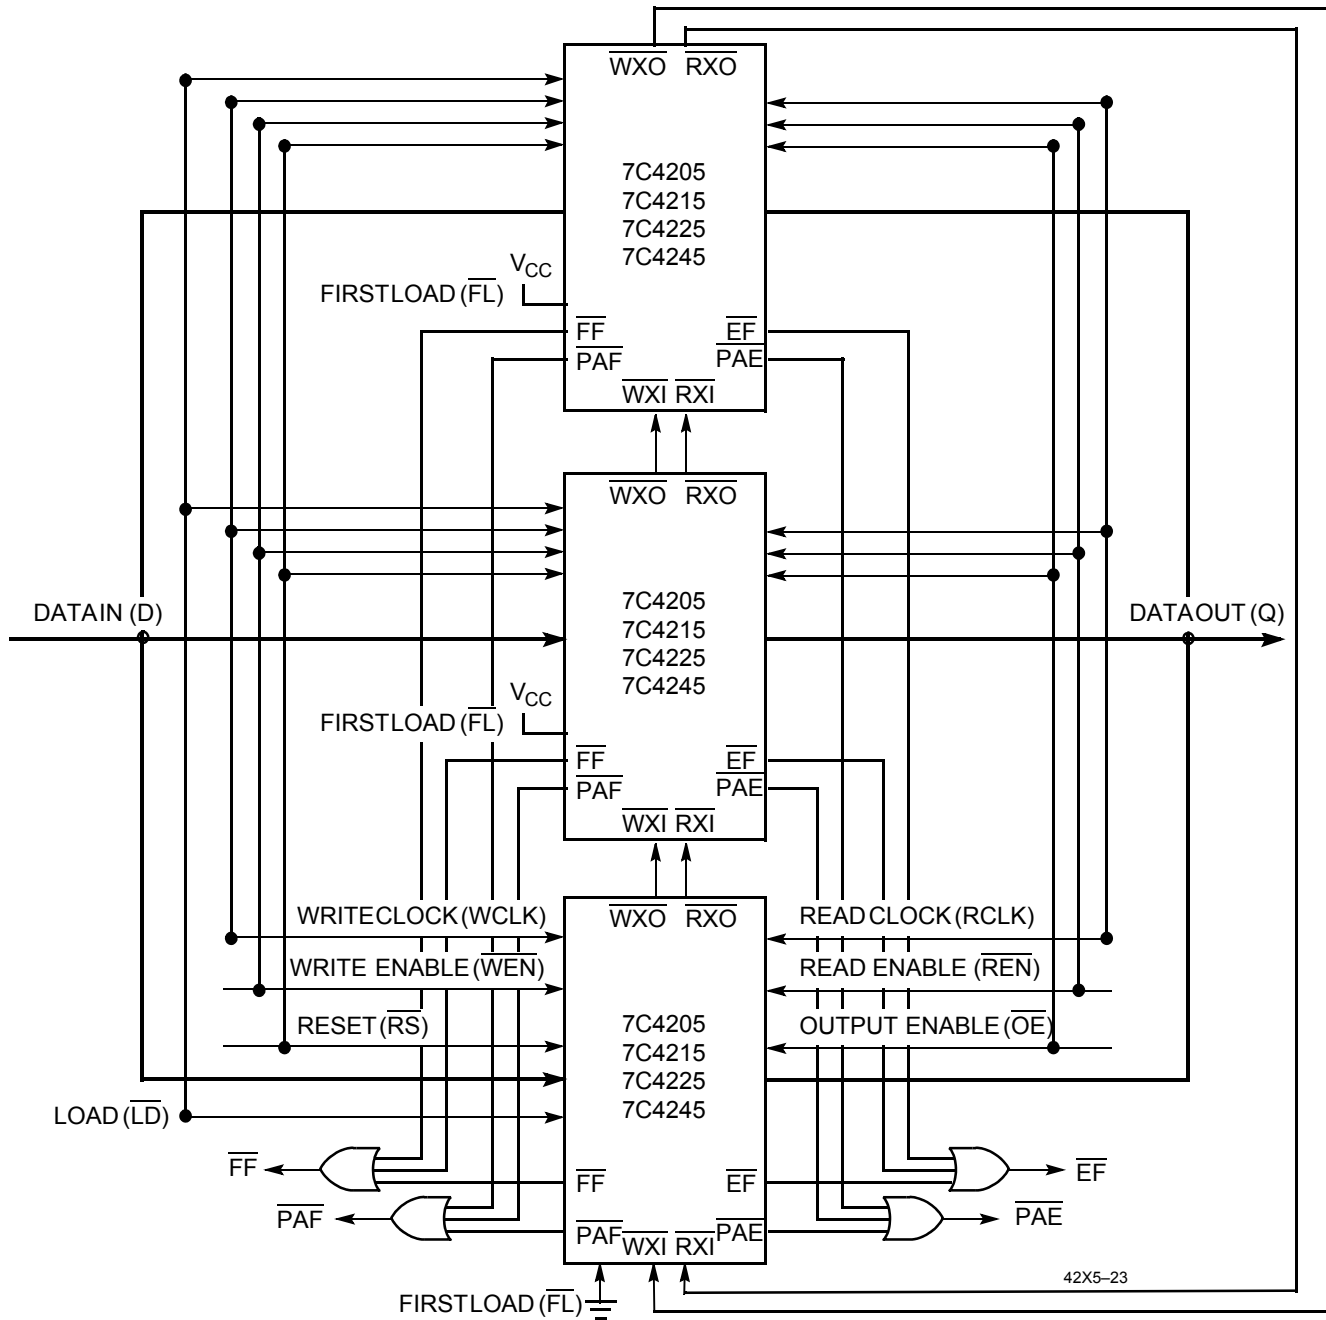 WXO RXO
7C4205
7C4215
7C4225
7C4245
VCC
FIRSTLOAD (FL)
FF EF
PAF PAE
WXI RXI
WXO RXO
DATAIN (D)
7C4205
7C4215
7C4225
7C4245
DATAOUT (Q)
VCC
FIRSTLOAD (FL)
FF EF
PAF PAE
WXI RXI
WXO RXO
WRITECLOCK (WCLK)
READ CLOCK (RCLK)
WRITE ENABLE (WEN)
READ ENABLE (REN)
RESET (RS)
OUTPUT ENABLE (OE)
7C4205
7C4215
7C4225
7C4245
LOAD (LD)
FF FF EF EF
PAF PAF PAE PAE
WXI RXI
42X5–23
FIRSTLOAD (FL)